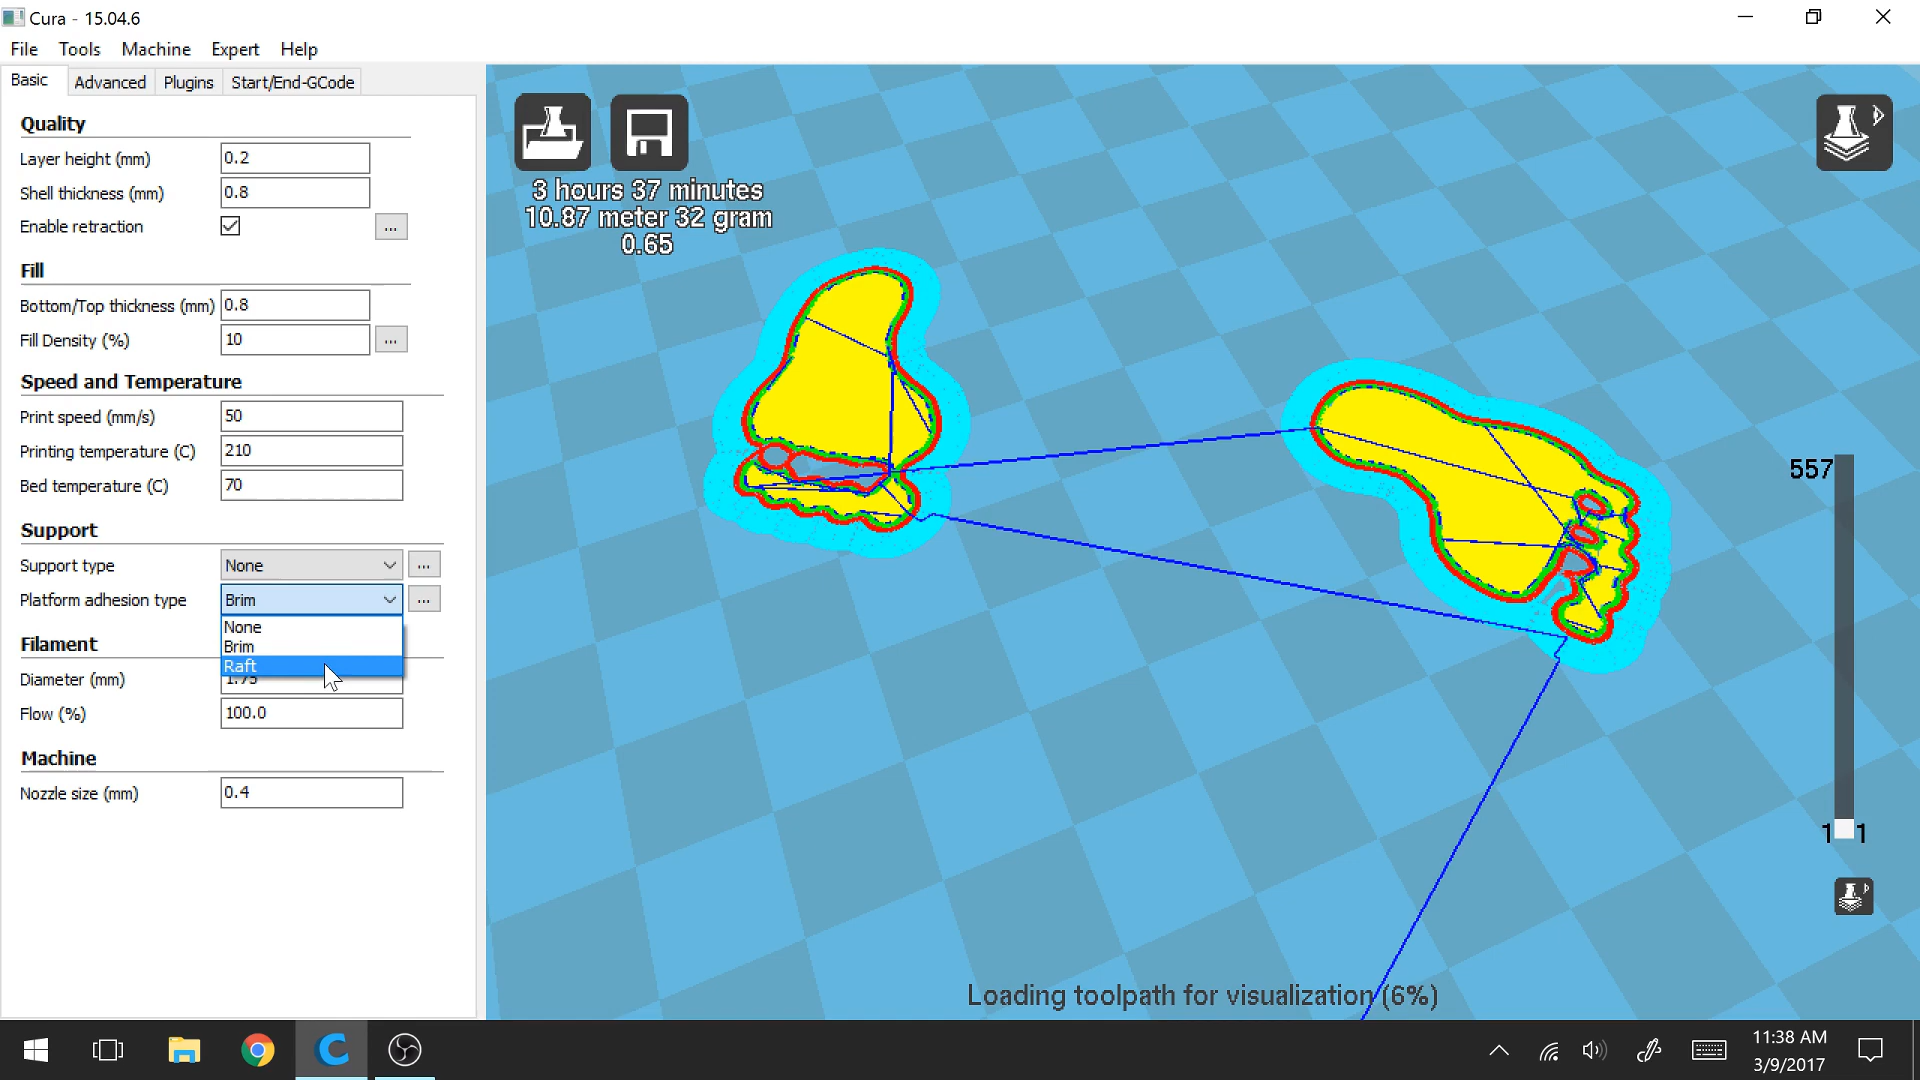 Cura - 15.04.6
File Tools Machine Expert Help
Basic Advanced Plugins Start/End-GCode
Quality
Layer height (mm) 0.2
Shell thickness (mm) 0.8
Enable retraction ...
Fill
Bottom/Top thickness (mm) 0.8
Fill Density (%) 10 ...
Speed and Temperature
Print speed (mm/s) 50
Printing temperature (C) 210
Bed temperature (C) 70
Support
Support type None ...
Platform adhesion type Brim ...
None
Brim
Raft
Filament
Diameter (mm) 1.75
Flow (%) 100.0
Machine
Nozzle size (mm) 0.4
3 hours 37 minutes
10.87 meter 32 gram
0.65
557
1 1
Loading toolpath for visualization (6%)
11:38 AM
3/9/2017